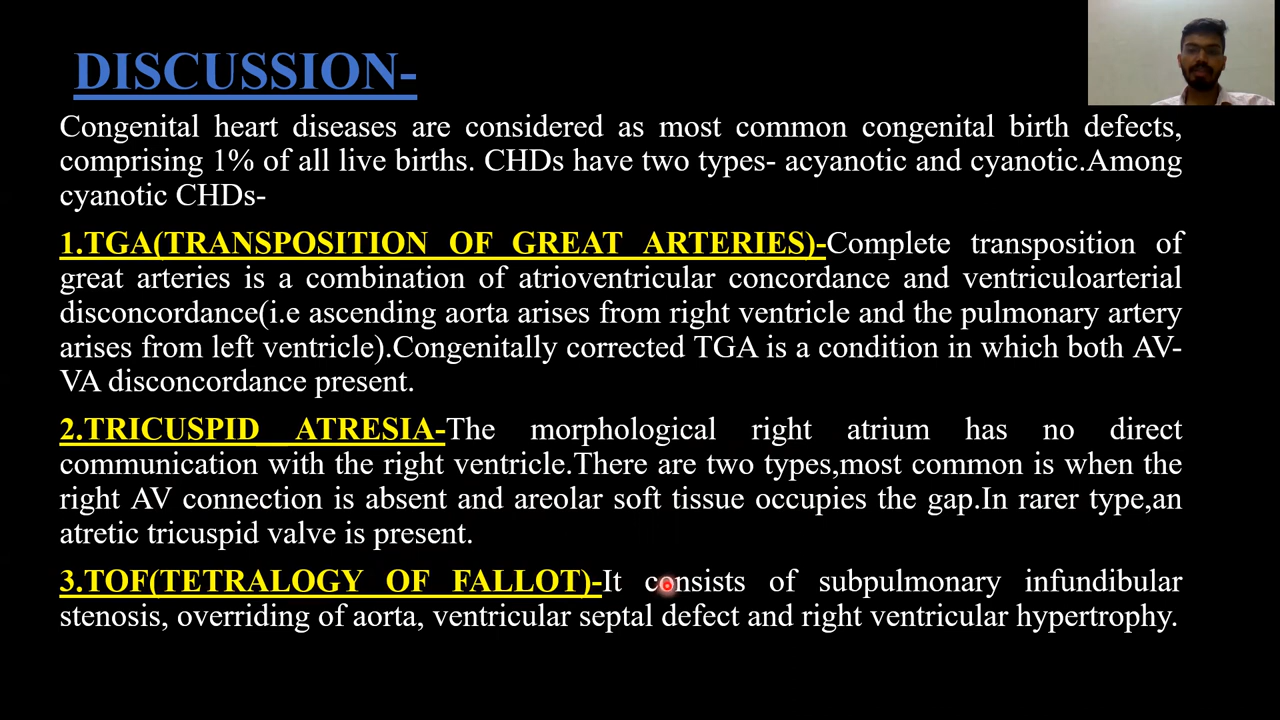 DISCUSSION-
Congenital heart diseases are considered as most common congenital birth defects,
comprising 1% of all live births. CHDs have two types- acyanotic and cyanotic.Among
cyanotic CHDs-
1.TGA(TRANSPOSITION OF GREAT ARTERIES)-Complete transposition of
great arteries is a combination of atrioventricular concordance and ventriculoarterial
disconcordance(i.e ascending aorta arises from right ventricle and the pulmonary artery
arises from left ventricle).Congenitally corrected TGA is a condition in which both AV-
VA disconcordance present.
2.TRICUSPID ATRESIA-The morphological right atrium has no direct
communication with the right ventricle.There are two types,most common is when the
right AV connection is absent and areolar soft tissue occupies the gap.In rarer type,an
atretic tricuspid valve is present.
3.TOF(TETRALOGY OF FALLOT)-It consists of subpulmonary infundibular
stenosis, overriding of aorta, ventricular septal defect and right ventricular hypertrophy.